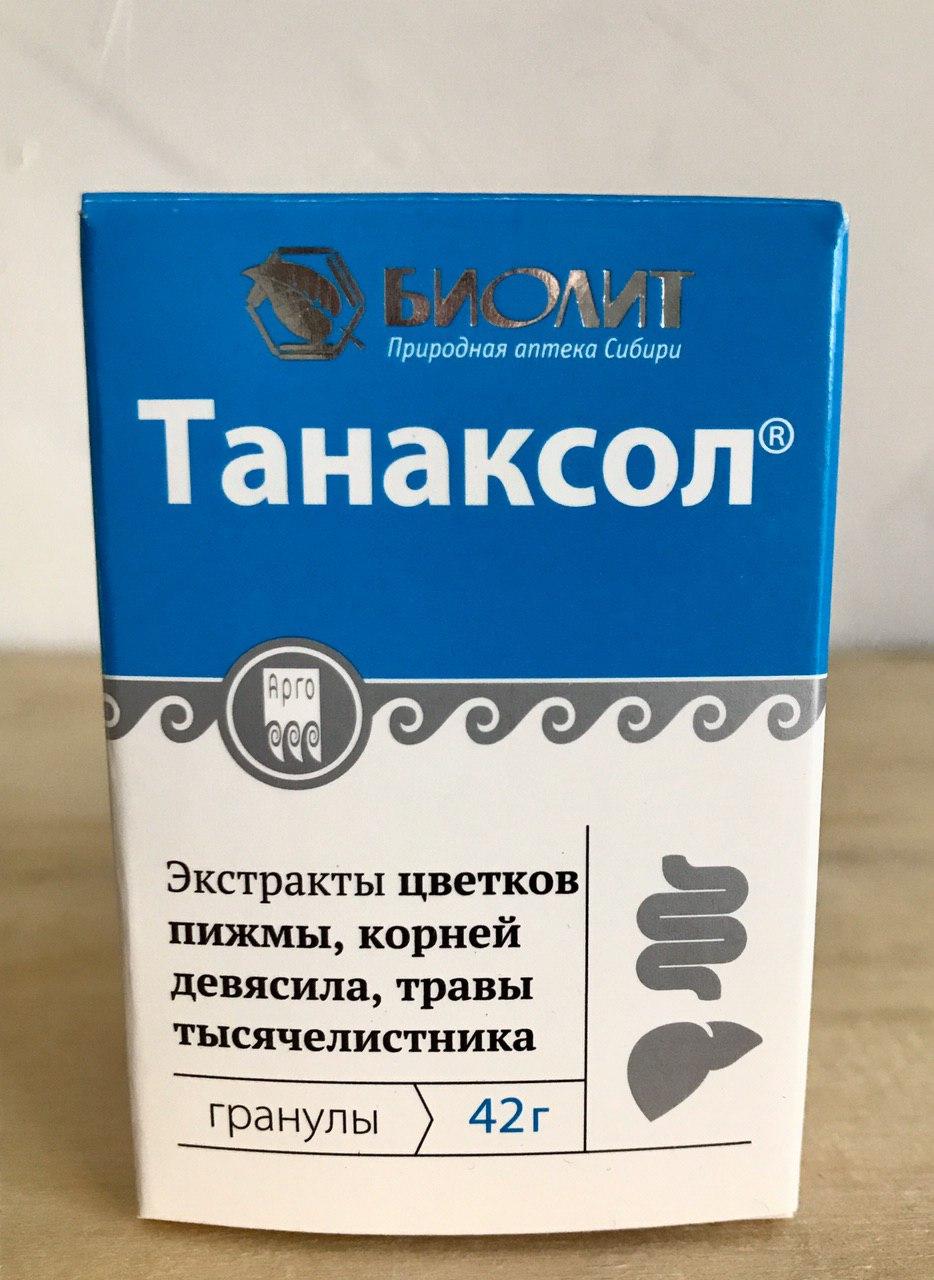 БИОЛИТ
Природная аптека Сибири
Танаксол®
Арго
Экстракты цветков
пижмы, корней
девясила, травы
тысячелистника
гранулы 42г